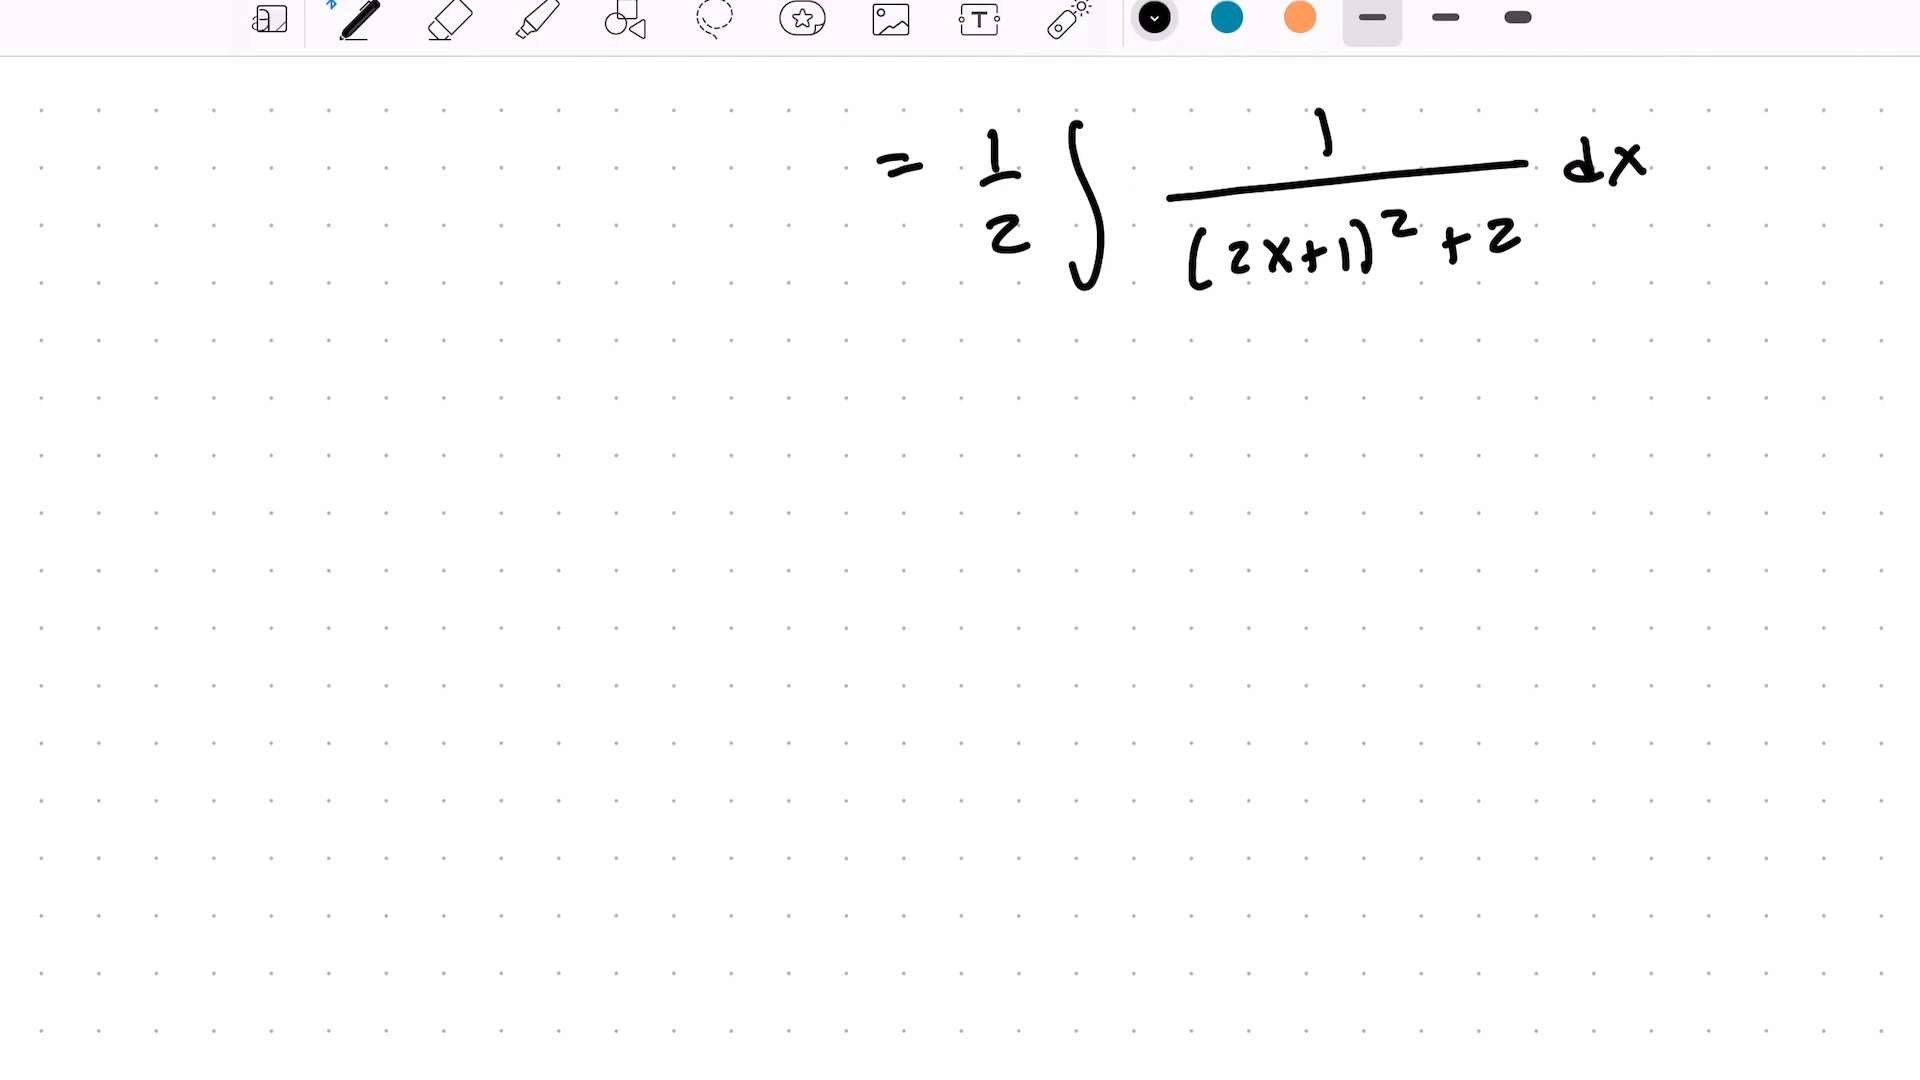 = 1/2 ∫ 1/((2x+1)² + 2) dx